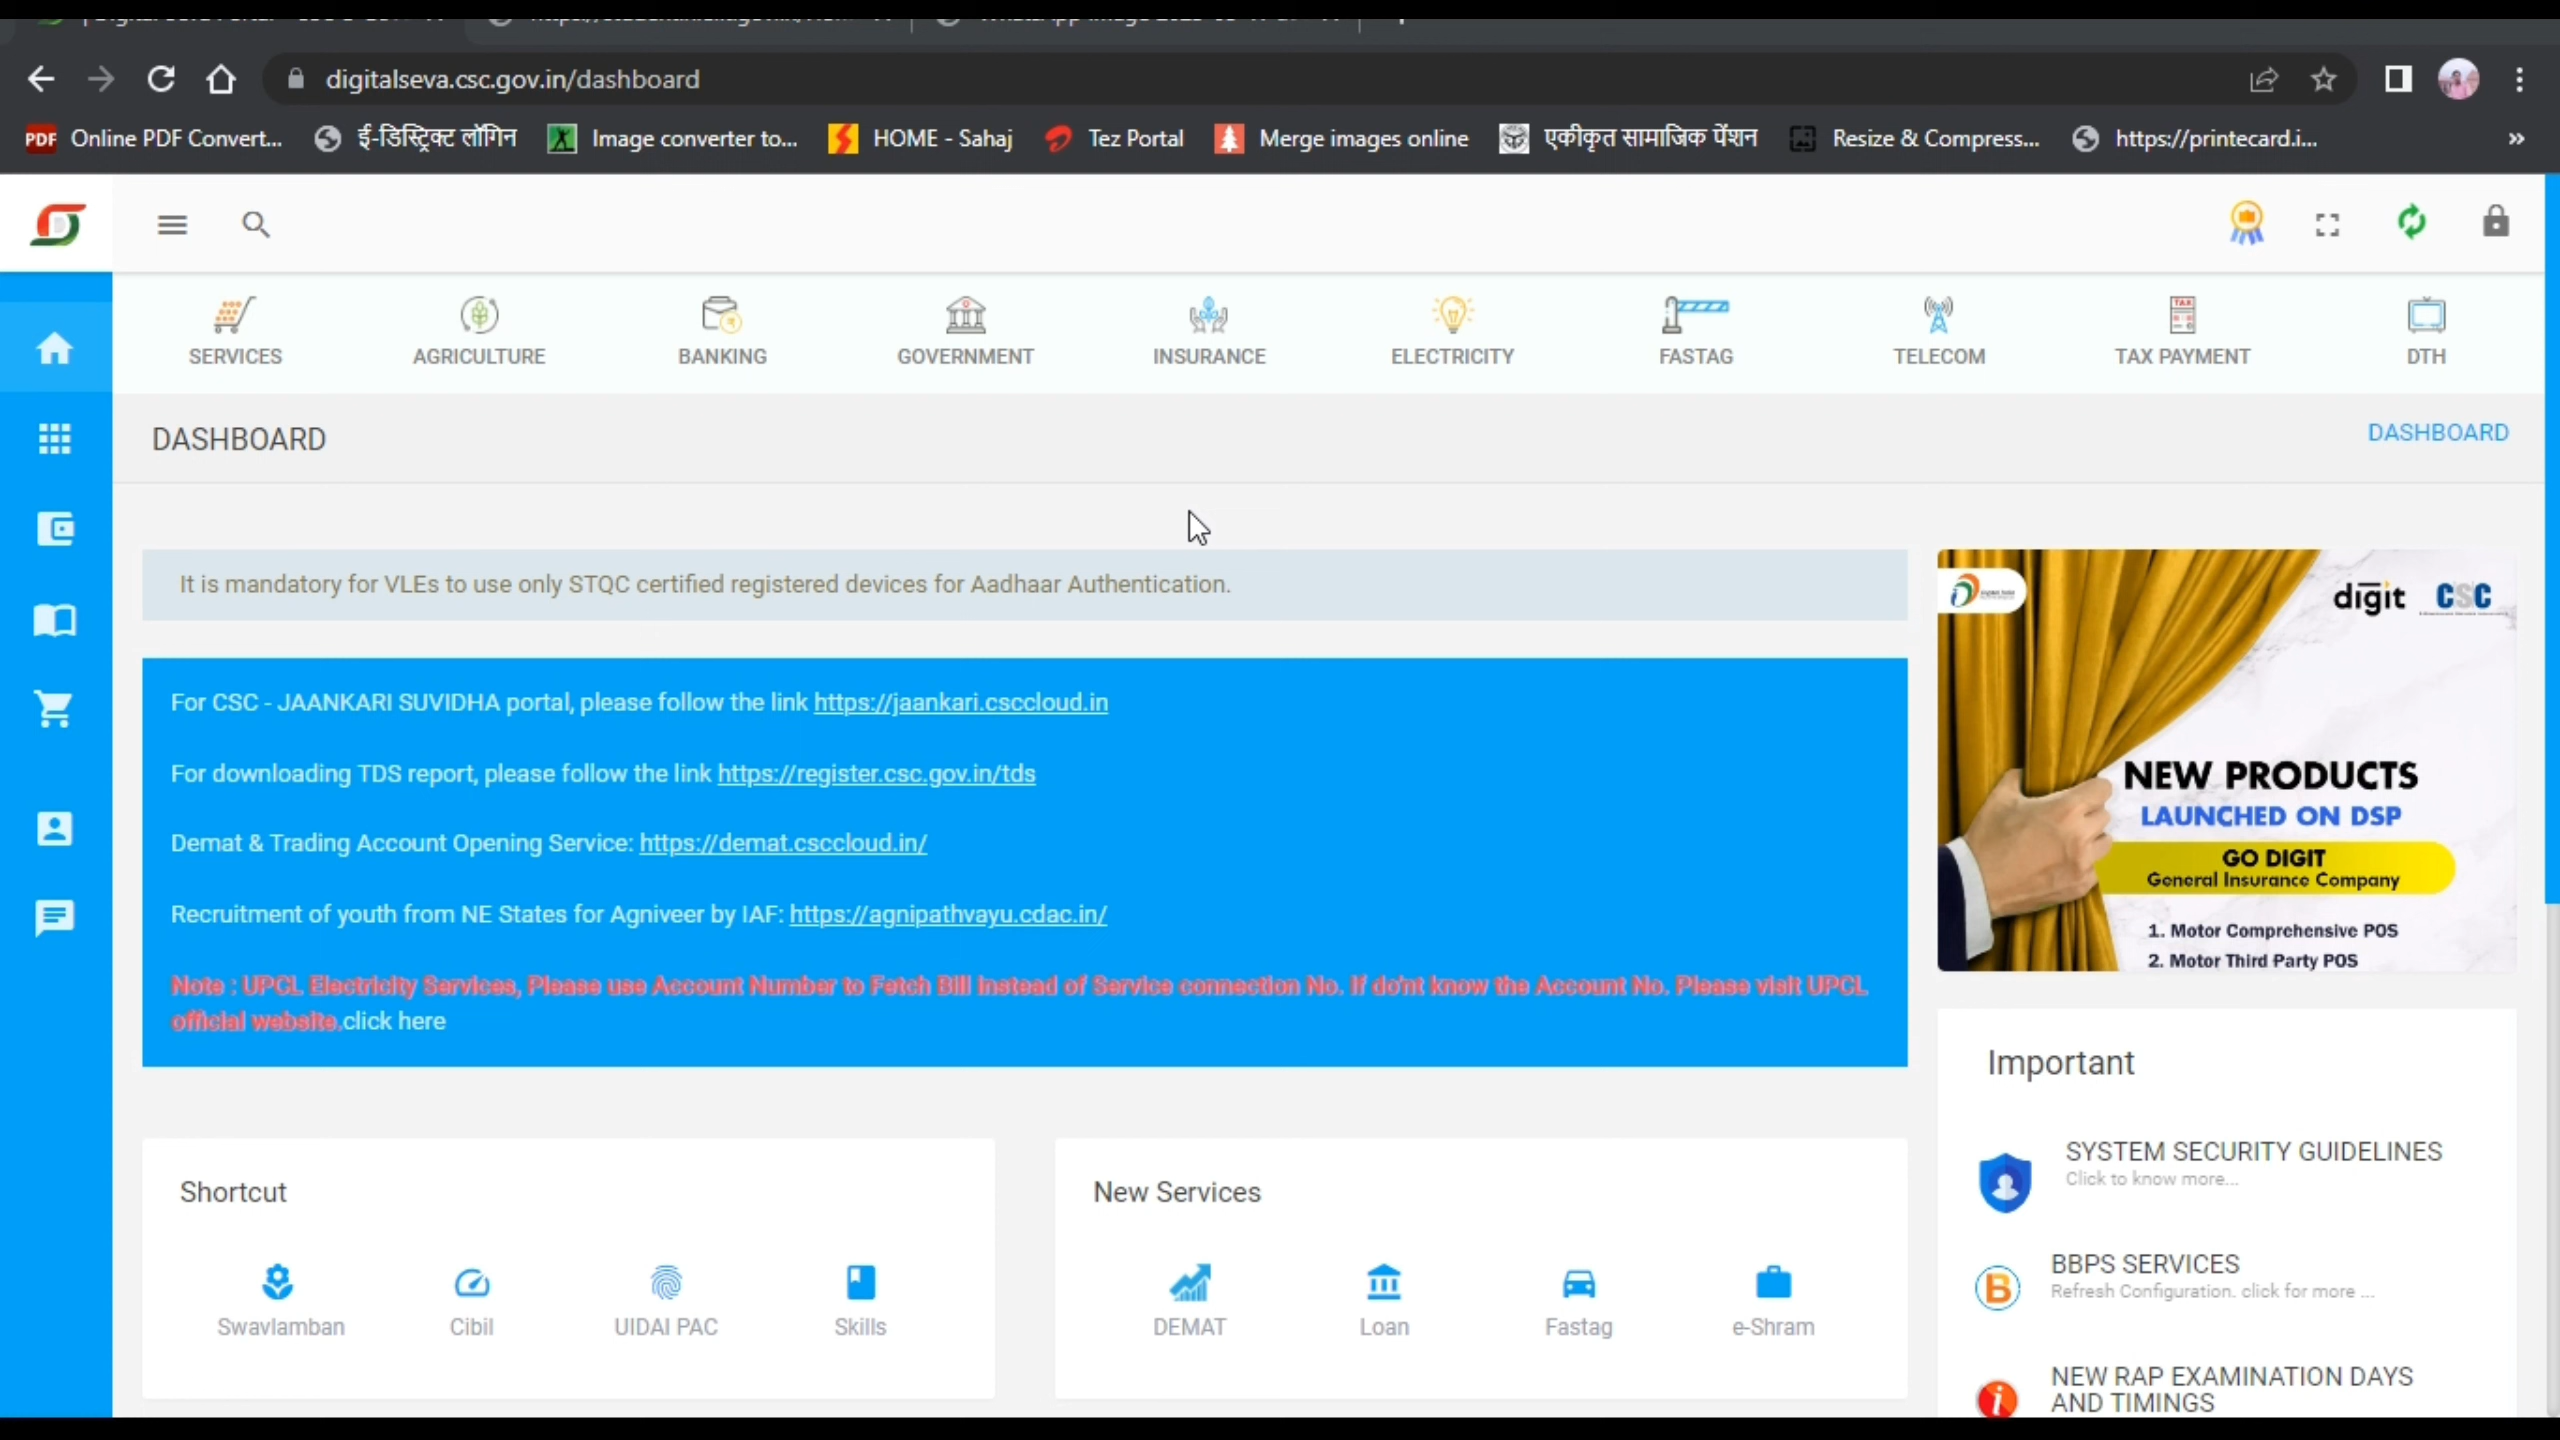 digitalseva.csc.gov.in/dashboard
PDF Online PDF Convert... ई-डिस्ट्रिक्ट लॉगिन Image converter to... HOME - Sahaj Tez Portal Merge images online एकीकृत सामाजिक पेंशन Resize & Compress... https://printecard.i... »
SERVICES AGRICULTURE BANKING GOVERNMENT INSURANCE ELECTRICITY FASTAG TELECOM TAX PAYMENT DTH
DASHBOARD
DASHBOARD
It is mandatory for VLEs to use only STQC certified registered devices for Aadhaar Authentication.
For CSC - JAANKARI SUVIDHA portal, please follow the link https://jaankari.csccloud.in
For downloading TDS report, please follow the link https://register.csc.gov.in/tds
Demat & Trading Account Opening Service: https://demat.csccloud.in/
Recruitment of youth from NE States for Agniveer by IAF: https://agnipathvayu.cdac.in/
Note : UPCL Electricity Services, Please use Account Number to Fetch Bill instead of Service connection No. If do'nt know the Account No. Please visit UPCL
official website.click here
digit CSC
NEW PRODUCTS
LAUNCHED ON DSP
GO DIGIT
General Insurance Company
1. Motor Comprehensive POS
2. Motor Third Party POS
Shortcut
Swavlamban Cibil UIDAI PAC Skills
New Services
DEMAT Loan Fastag e-Shram
Important
SYSTEM SECURITY GUIDELINES
Click to know more...
BBPS SERVICES
Refresh Configuration. click for more ...
NEW RAP EXAMINATION DAYS
AND TIMINGS